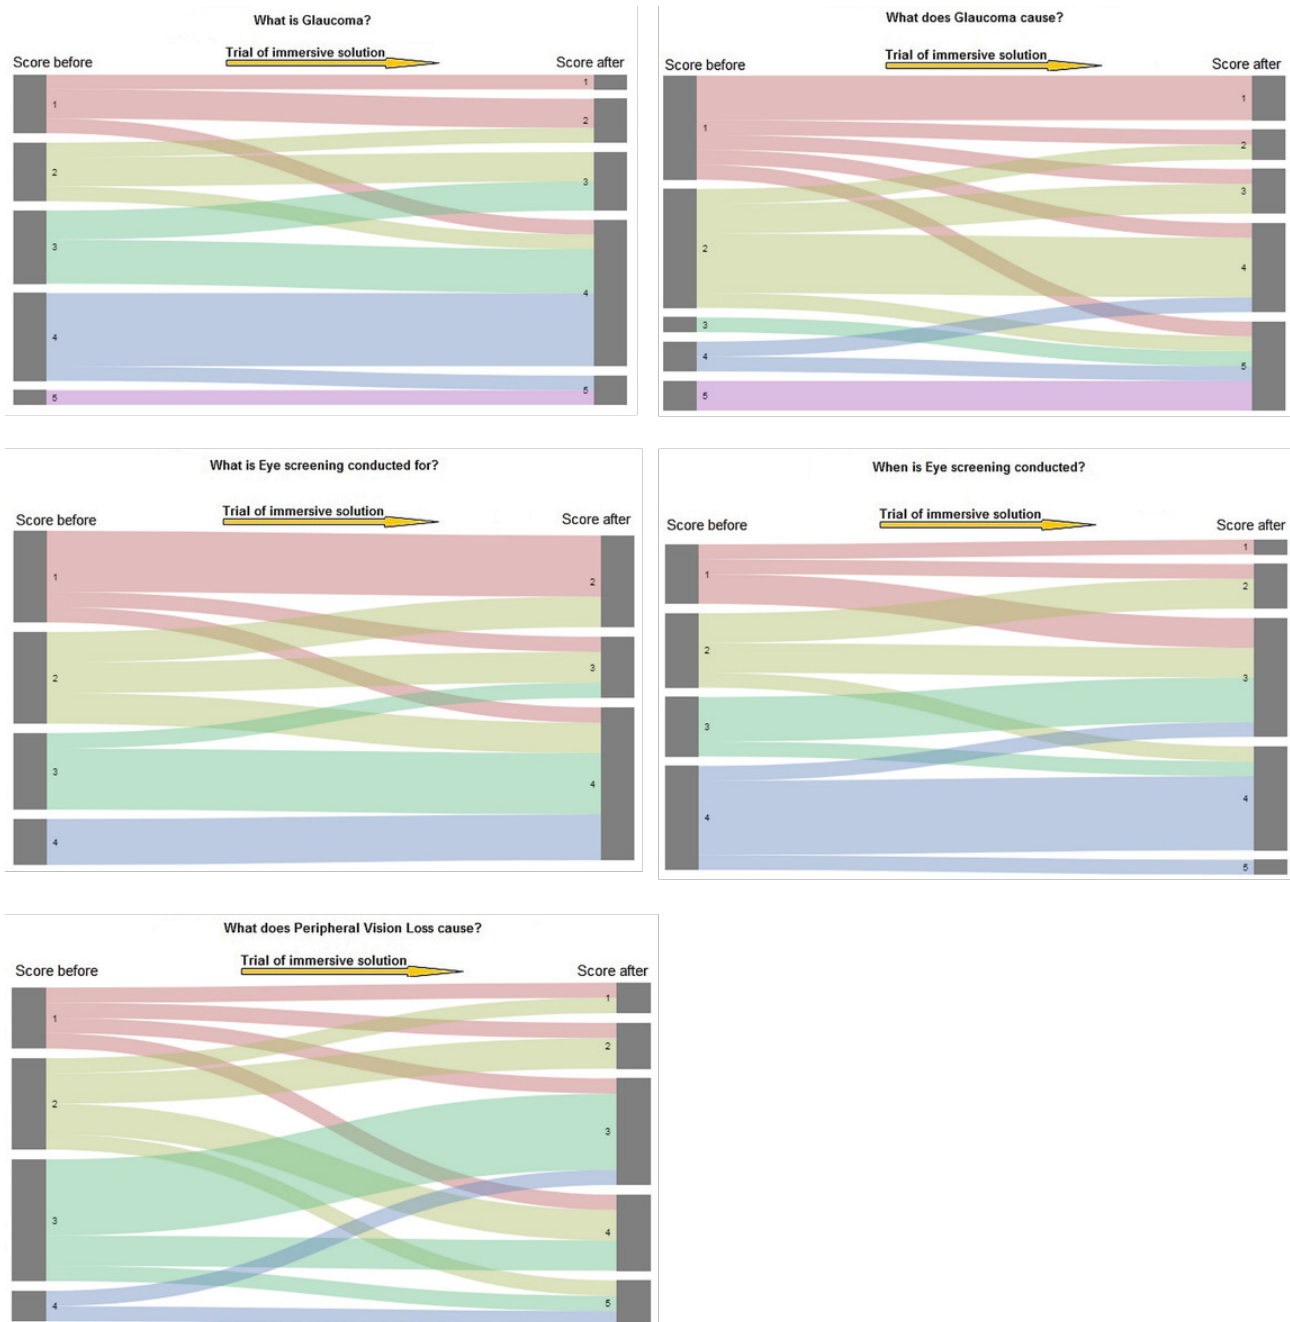 What is Glaucoma?
Trial of immersive solution
Score before
Score after
1
2
3
4
5
1
2
3
4
5
What does Glaucoma cause?
Trial of immersive solution
Score before
Score after
1
2
3
4
5
1
2
3
4
5
What is Eye screening conducted for?
Trial of immersive solution
Score before
Score after
1
2
3
4
2
3
4
When is Eye screening conducted?
Trial of immersive solution
Score before
Score after
1
2
3
4
1
2
3
4
5
What does Peripheral Vision Loss cause?
Trial of immersive solution
Score before
Score after
1
2
3
4
1
2
3
4
5